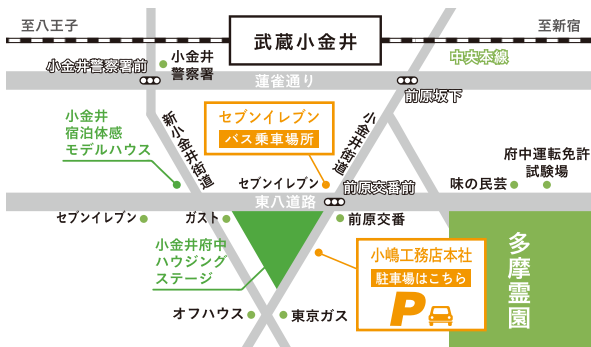 至八王子
武蔵小金井
至新宿
中央本線
小金井警察署前
小金井
警察署
蓮雀通り
前原坂下
小金井
宿泊体感
モデルハウス
新小金井街道
セブンイレブン
バス乗車場所
小金井街道
府中運転免許
試験場
セブンイレブン
前原交番前
味の民芸
東八道路
セブンイレブン
ガスト
前原交番
小金井府中
ハウジング
ステージ
小嶋工務店本社
駐車場はこちら
P
多摩霊園
オフハウス
東京ガス